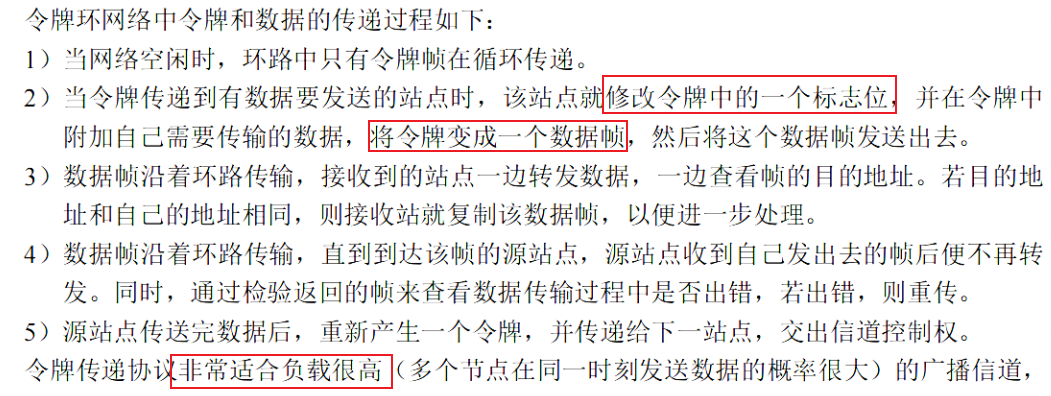 令牌环网络中令牌和数据的传递过程如下：
1）当网络空闲时，环路中只有令牌帧在循环传递。
2）当令牌传递到有数据要发送的站点时，该站点就修改令牌中的一个标志位，并在令牌中
附加自己需要传输的数据，将令牌变成一个数据帧，然后将这个数据帧发送出去。
3）数据帧沿着环路传输，接收到的站点一边转发数据，一边查看帧的目的地址。若目的地
址和自己的地址相同，则接收站就复制该数据帧，以便进一步处理。
4）数据帧沿着环路传输，直到到达该帧的源站点，源站点收到自己发出去的帧后便不再转
发。同时，通过检验返回的帧来查看数据传输过程中是否出错，若出错，则重传。
5）源站点传送完数据后，重新产生一个令牌，并传递给下一站点，交出信道控制权。
令牌传递协议非常适合负载很高（多个节点在同一时刻发送数据的概率很大）的广播信道，